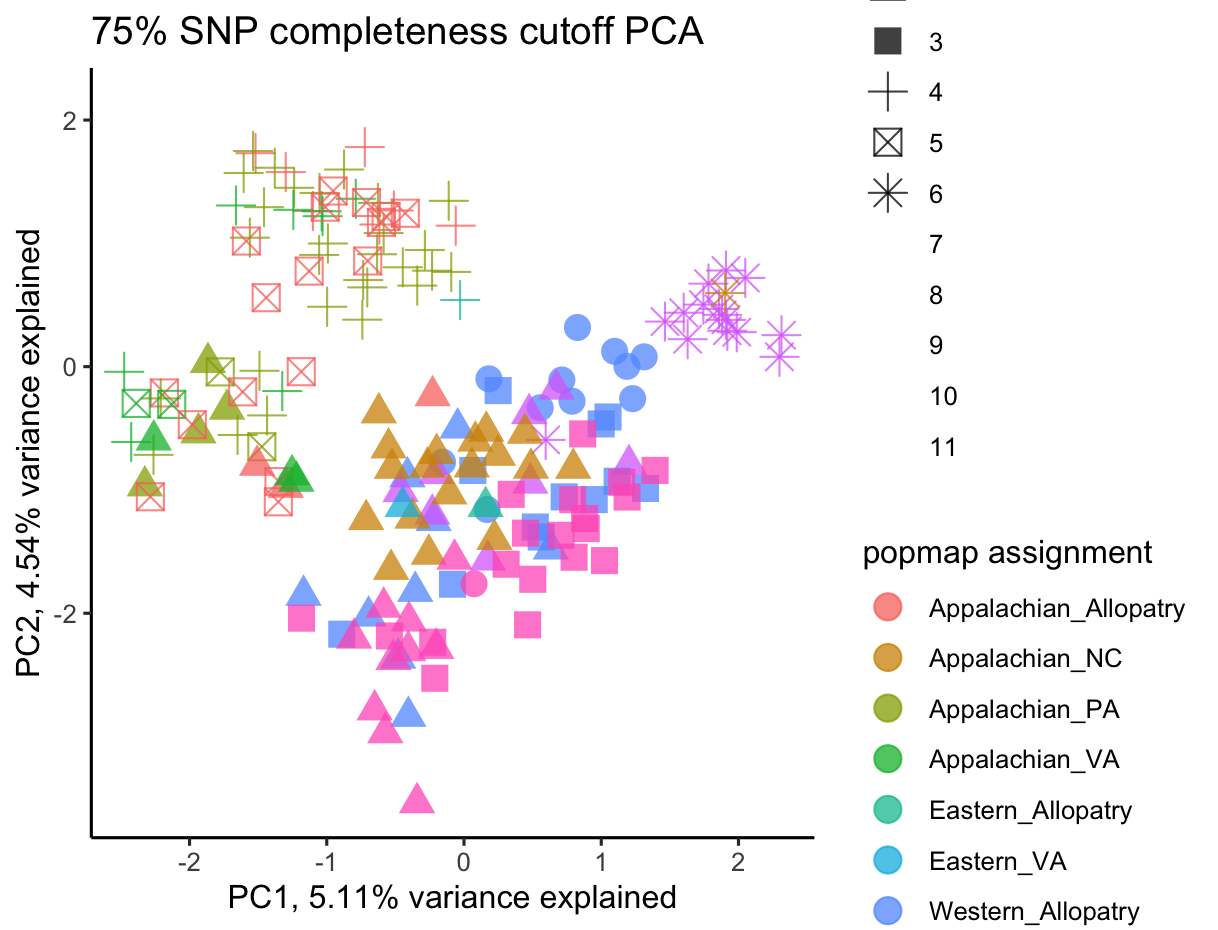 75% SNP completeness cutoff PCA
PC2, 4.54% variance explained
2
0
-2
-2
-1
0
1
2
PC1, 5.11% variance explained
3
4
5
6
7
8
9
10
11
popmap assignment
Appalachian_Allopatry
Appalachian_NC
Appalachian_PA
Appalachian_VA
Eastern_Allopatry
Eastern_VA
Western_Allopatry